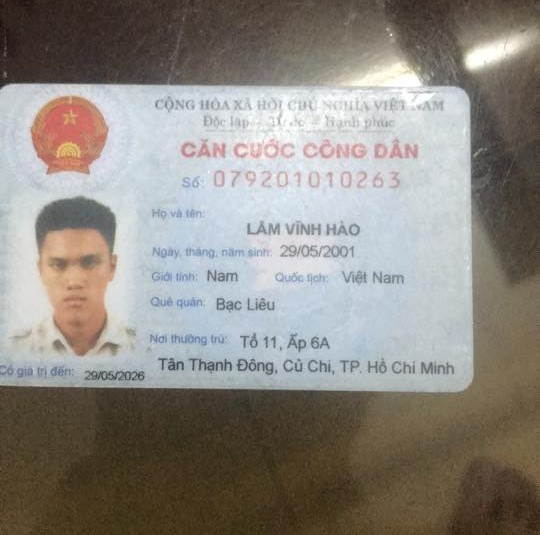 CỘNG HÒA XÃ HỘI CHỦ NGHĨA VIỆT NAM
Độc lập - Tự do - Hạnh phúc
CĂN CƯỚC CÔNG DÂN
Số: 079201010263
Họ và tên:
LÂM VĨNH HÀO
Ngày, tháng, năm sinh: 29/05/2001
Giới tính: Nam Quốc tịch: Việt Nam
Quê quán: Bạc Liêu
Nơi thường trú: Tổ 11, Ấp 6A
Tân Thạnh Đông, Củ Chi, TP. Hồ Chí Minh
Có giá trị đến: 29/05/2026